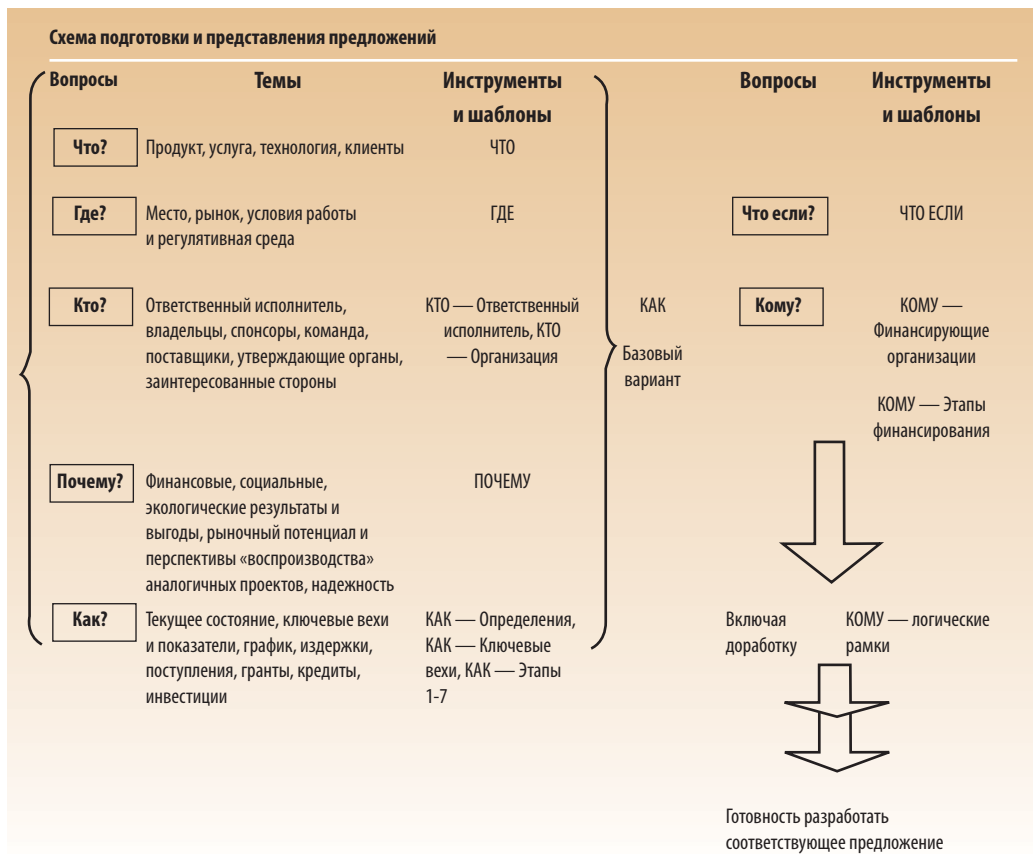 Схема подготовки и представления предложений
Вопросы
Темы
Инструменты
и шаблоны
Что?
Продукт, услуга, технология, клиенты
ЧТО
Где?
Место, рынок, условия работы
и регулятивная среда
ГДЕ
Кто?
Ответственный исполнитель,
владельцы, спонсоры, команда,
поставщики, утверждающие органы,
заинтересованные стороны
КТО — Ответственный
исполнитель, КТО
— Организация
Почему?
Финансовые, социальные,
экологические результаты и
выгоды, рыночный потенциал и
перспективы «воспроизводства»
аналогичных проектов, надежность
ПОЧЕМУ
Как?
Текущее состояние, ключевые вехи
и показатели, график, издержки,
поступления, гранты, кредиты,
инвестиции
КАК — Определения,
КАК — Ключевые
вехи, КАК — Этапы
1-7
КАК
Базовый
вариант
Вопросы
Инструменты
и шаблоны
Что если?
ЧТО ЕСЛИ
Кому?
КОМУ —
Финансирующие
организации
КОМУ — Этапы
финансирования
Включая
доработку
КОМУ — логические
рамки
Готовность разработать
соответствующее предложение